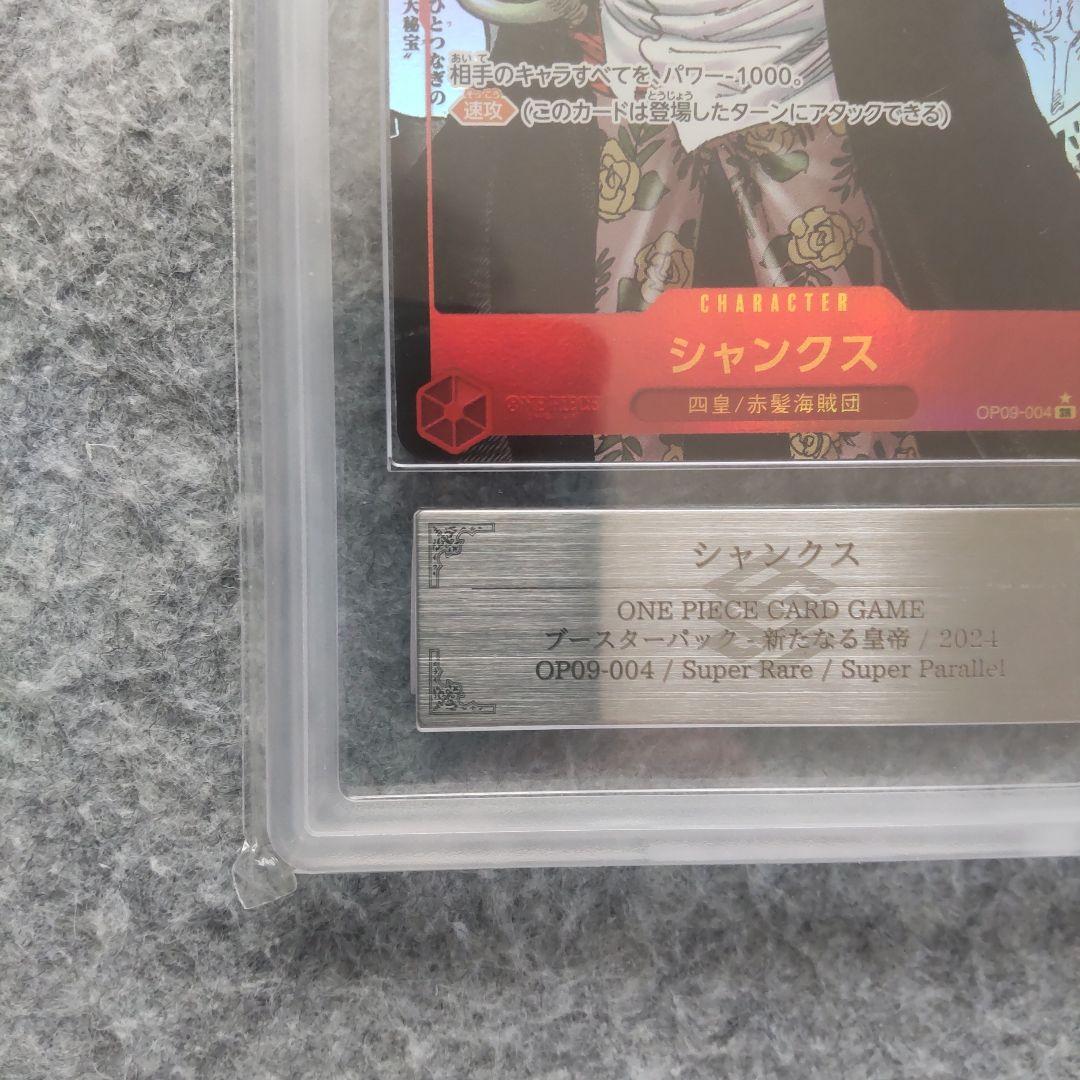 ひとつなぎの
大秘宝”
相手のキャラすべてを、パワー-1000。
速攻 (このカードは登場したターンにアタックできる)
CHARACTER
シャンクス
四皇/赤髪海賊団
ONE PIECE
OP09-004 SR
シャンクス
ONE PIECE CARD GAME
ブースターパック - 新たなる皇帝 / 2024
OP09-004 / Super Rare / Super Parallel